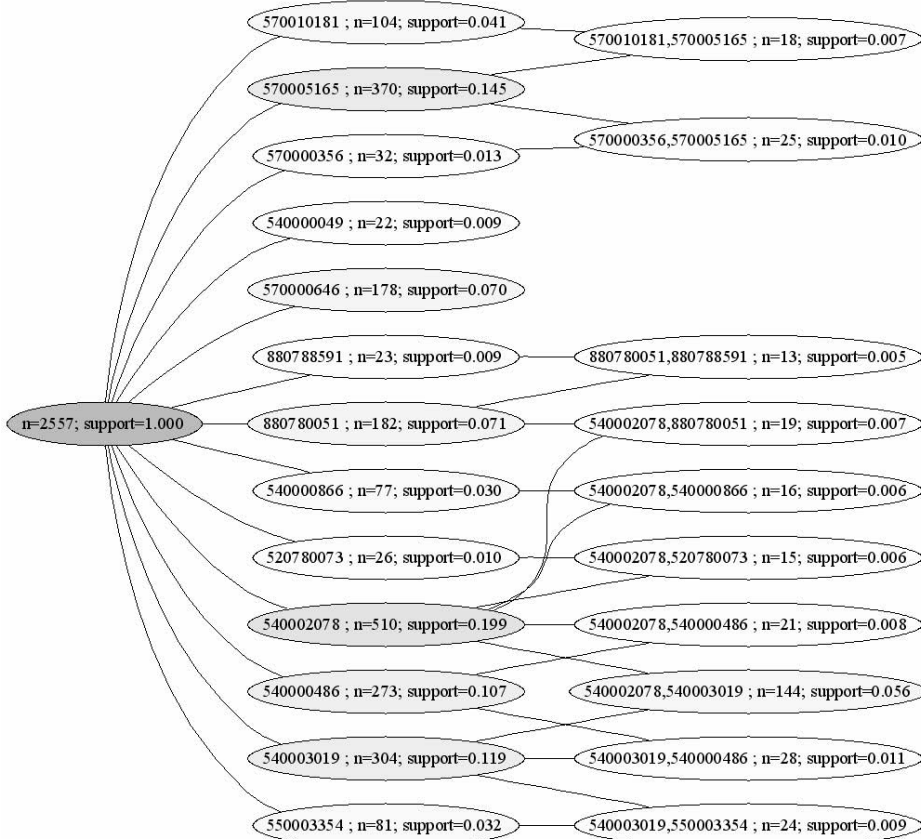 570010181 ; n=104; support=0.041
570010181,570005165 ; n=18; support=0.007
570005165 ; n=370; support=0.145
570000356,570005165 ; n=25; support=0.010
570000356 ; n=32; support=0.013
540000049 ; n=22; support=0.009
570000646 ; n=178; support=0.070
880788591 ; n=23; support=0.009
880780051,880788591 ; n=13; support=0.005
n=2557; support=1.000
880780051 ; n=182; support=0.071
540002078,880780051 ; n=19; support=0.007
540000866 ; n=77; support=0.030
540002078,540000866 ; n=16; support=0.006
520780073 ; n=26; support=0.010
540002078,520780073 ; n=15; support=0.006
540002078 ; n=510; support=0.199
540002078,540000486 ; n=21; support=0.008
540000486 ; n=273; support=0.107
540002078,540003019 ; n=144; support=0.056
540003019 ; n=304; support=0.119
540003019,540000486 ; n=28; support=0.011
550003354 ; n=81; support=0.032
540003019,550003354 ; n=24; support=0.009